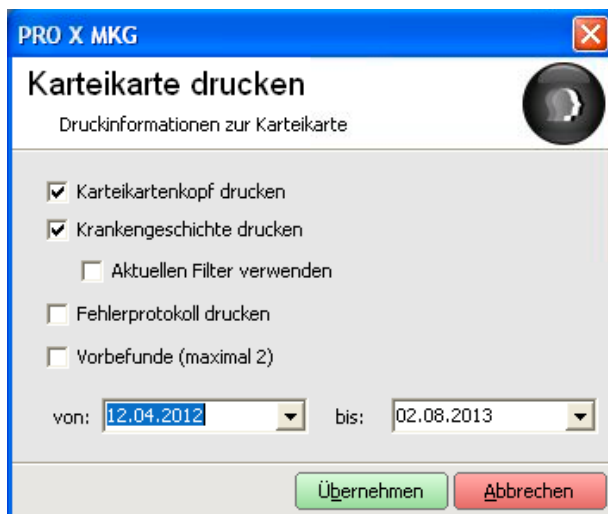 PRO X MKG
Karteikarte drucken
Druckinformationen zur Karteikarte
Karteikartenkopf drucken
Krankengeschichte drucken
Aktuellen Filter verwenden
Fehlerprotokoll drucken
Vorbefunde (maximal 2)
von: 12.04.2012 bis: 02.08.2013
Übernehmen Abbrechen